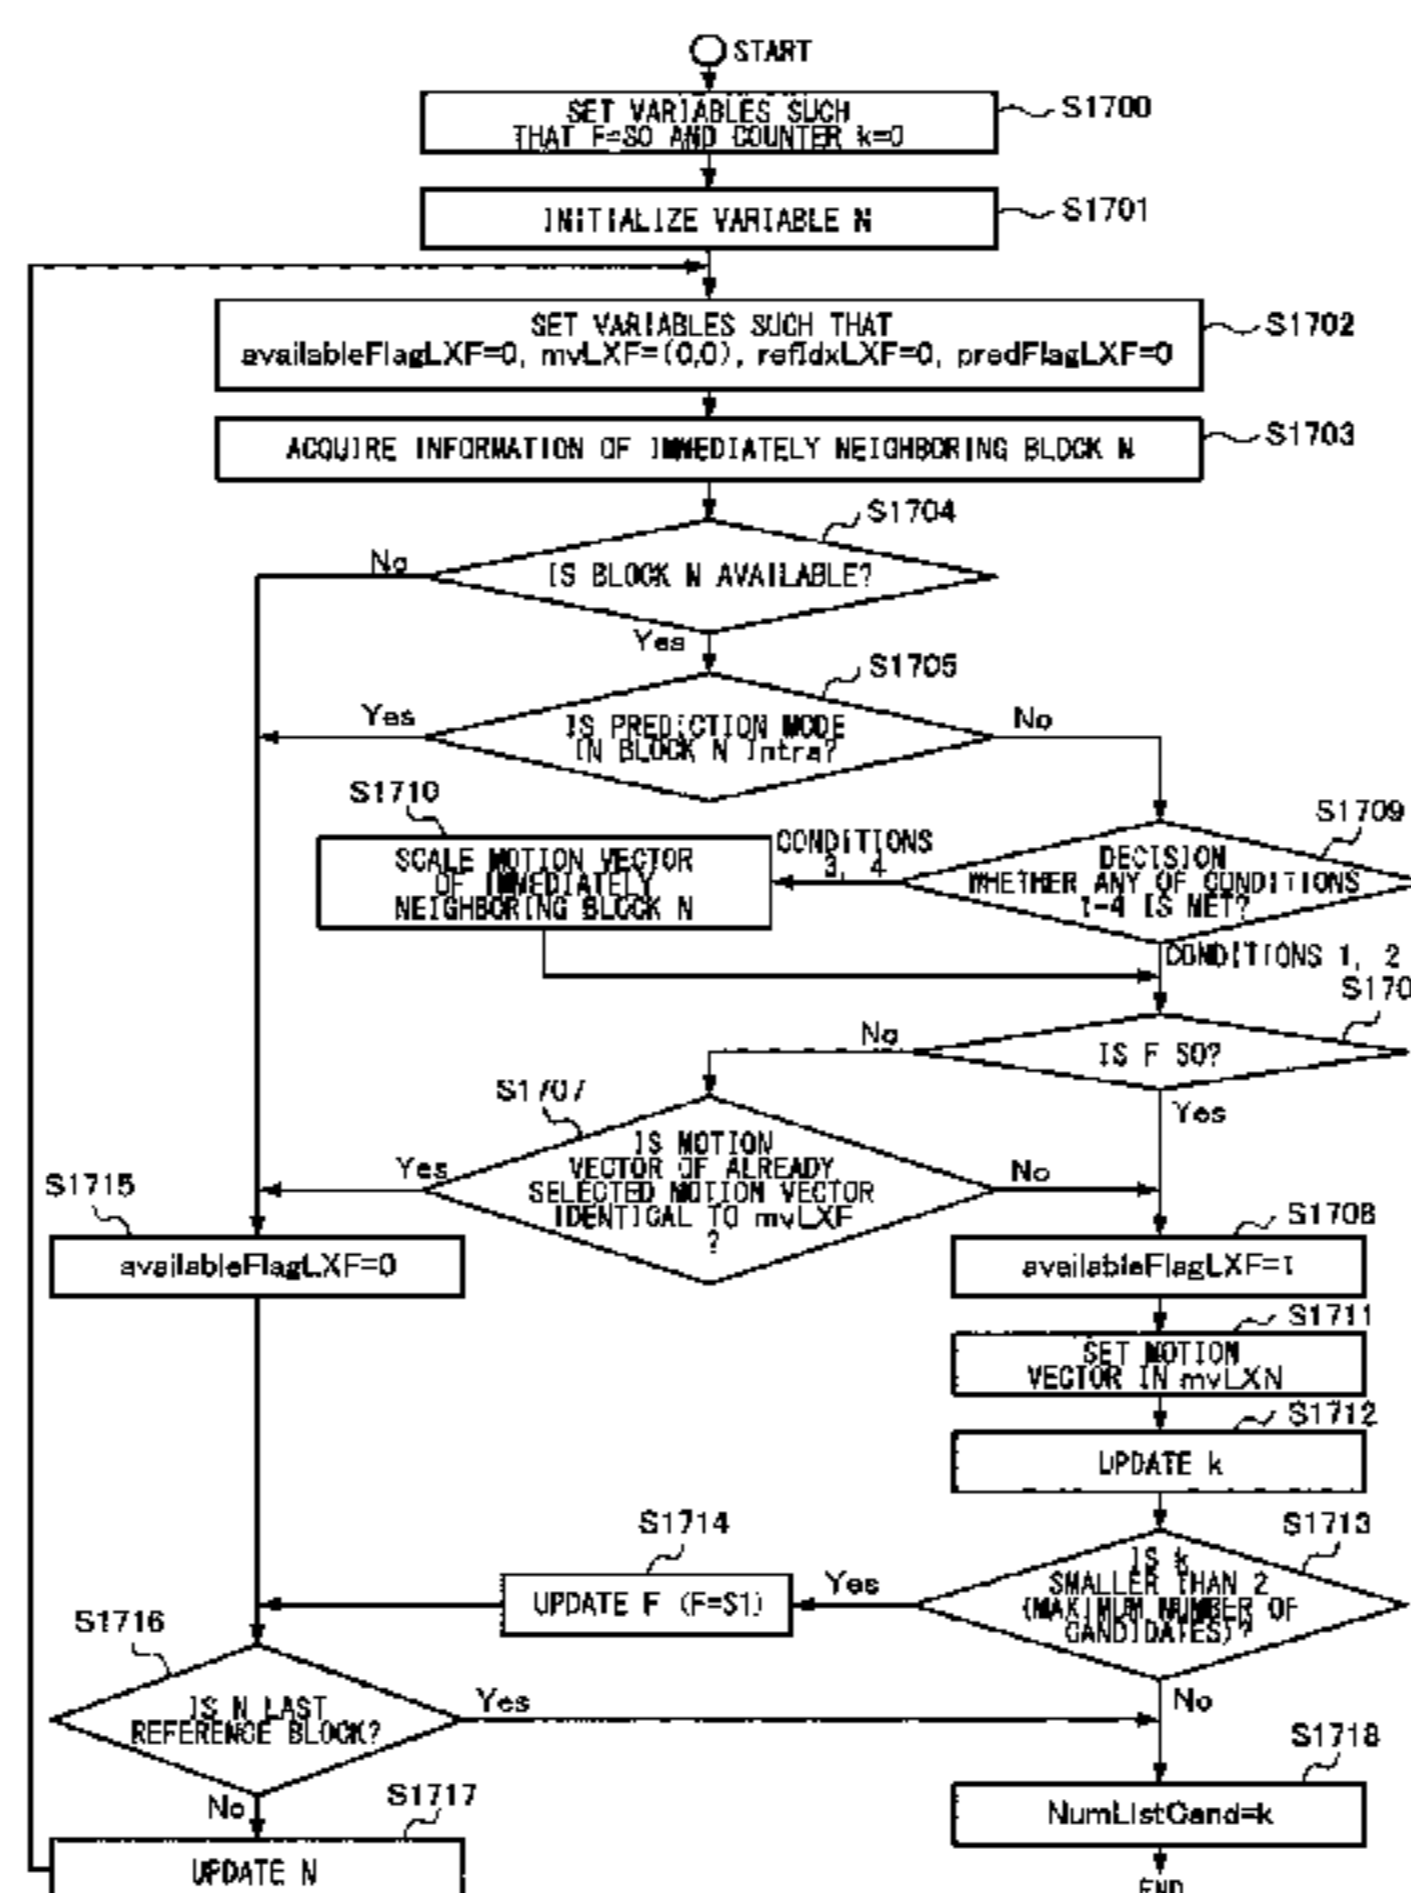 START
SET VARIABLES SUCH
THAT F=S0 AND COUNTER k=0
S1700
INITIALIZE VARIABLE N
S1701
SET VARIABLES SUCH THAT
availableFlagLXF=0, mvLXF=(0,0), refIdxLXF=0, predFlagLXF=0
S1702
ACQUIRE INFORMATION OF IMMEDIATELY NEIGHBORING BLOCK N
S1703
S1704
No
IS BLOCK N AVAILABLE?
Yes
S1705
Yes
IS PREDICTION MODE
IN BLOCK N Intra?
No
S1710
SCALE MOTION VECTOR
OF IMMEDIATELY
NEIGHBORING BLOCK N
CONDITIONS
3, 4
S1709
DECISION
WHETHER ANY OF CONDITIONS
1-4 IS MET?
CONDITIONS 1, 2
S170
No
IS F S0?
Yes
S1707
Yes
IS MOTION
VECTOR OF ALREADY
SELECTED MOTION VECTOR
IDENTICAL TO mvLXF
?
No
S1715
availableFlagLXF=0
S1708
availableFlagLXF=1
S1711
SET MOTION
VECTOR IN mvLXN
S1712
UPDATE k
S1714
UPDATE F (F=S1)
Yes
S1713
IS k
SMALLER THAN 2
(MAXIMUM NUMBER OF
CANDIDATES)?
No
S1716
IS N LAST
REFERENCE BLOCK?
Yes
No
S1718
NumListCand=k
S1717
UPDATE N
END